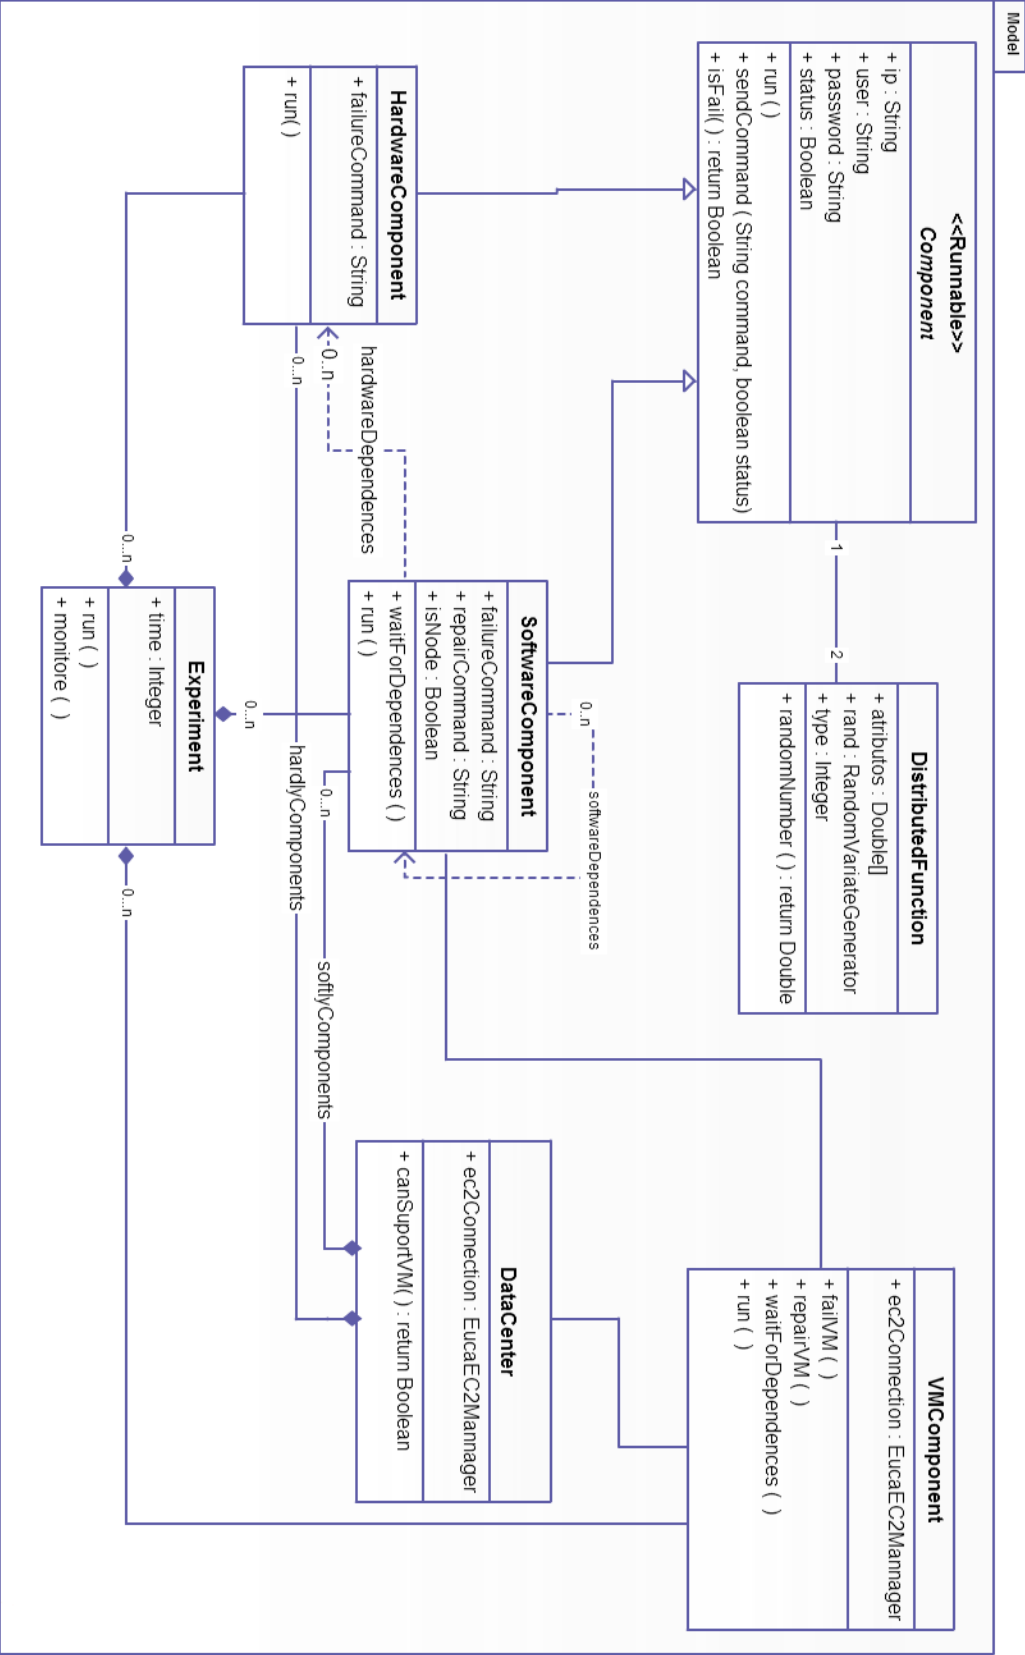 Model
<<Runnable>>
Component
+ ip : String
+ user : String
+ password : String
+ status : Boolean
+ run ( )
+ sendCommand ( String command, boolean status)
+ isFail( ) : return Boolean
1
2
DistributedFunction
+ atributos : Double[]
+ rand : RandomVariateGenerator
+ type : Integer
+ randomNumber ( ) : return Double
VMComponent
+ ec2Connection : EucaEC2Mannager
+ failVM ( )
+ repairVM ( )
+ waitForDependences ( )
+ run ( )
HardwareComponent
+ failureCommand : String
+ run( )
hardwareDependences
0..n
0..n
SoftwareComponent
+ failureCommand : String
+ repairCommand : String
+ isNode : Boolean
+ waitForDependences ( )
+ run ( )
0..n
softwareDependences
DataCenter
+ ec2Connection : EucaEC2Mannager
+ canSuportVM( ) : return Boolean
0...n
softlyComponents
hardlyComponents
0...n
0...n
0...n
Experiment
+ time : Integer
+ run ( )
+ monitore ( )